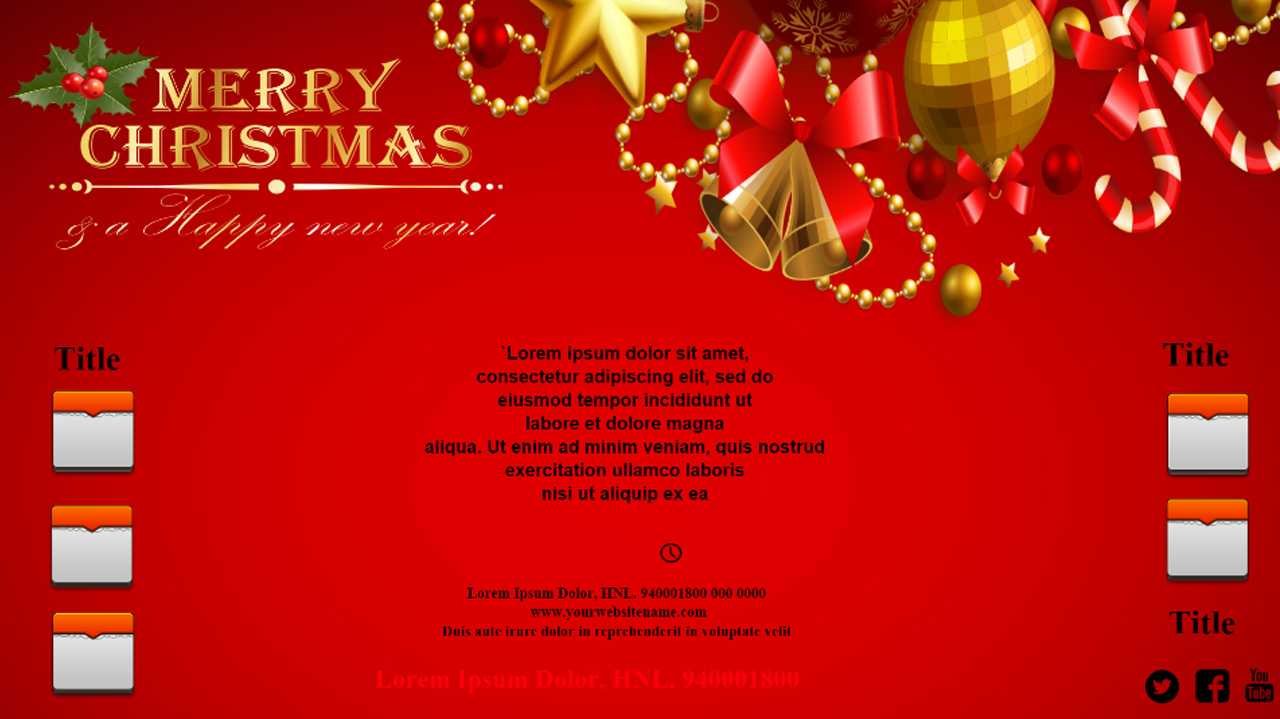 MERRY
CHRISTMAS
& a Happy new year!
Title
Title
`Lorem ipsum dolor sit amet,
consectetur adipiscing elit, sed do
eiusmod tempor incididunt ut
labore et dolore magna
aliqua. Ut enim ad minim veniam, quis nostrud
exercitation ullamco laboris
nisi ut aliquip ex ea
Lorem Ipsum Dolor, HNL. 940001800 000 0000
www.yourwebsitename.com
Duis aute irure dolor in reprehenderit in voluptate velit
Title
Lorem Ipsum Dolor, HNL. 940001800
You
Tube